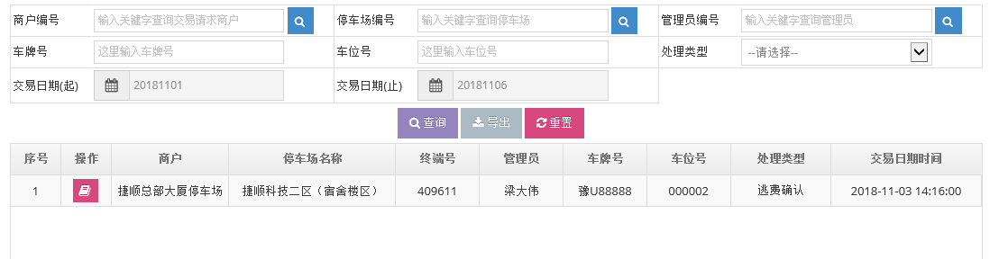 商户编号 输入关键字查询交易请求商户 停车场编号 输入关键字查询停车场 管理员编号 输入关键字查询管理员
车牌号 这里输入车牌号 车位号 这里输入车位号 处理类型 --请选择--
交易日期(起) 20181101 交易日期(止) 20181106
查询 导出 重置
序号 操作 商户 停车场名称 终端号 管理员 车牌号 车位号 处理类型 交易日期时间
1 捷顺总部大厦停车场 捷顺科技二区（宿舍楼区） 409611 梁大伟 豫U88888 000002 逃费确认 2018-11-03 14:16:00